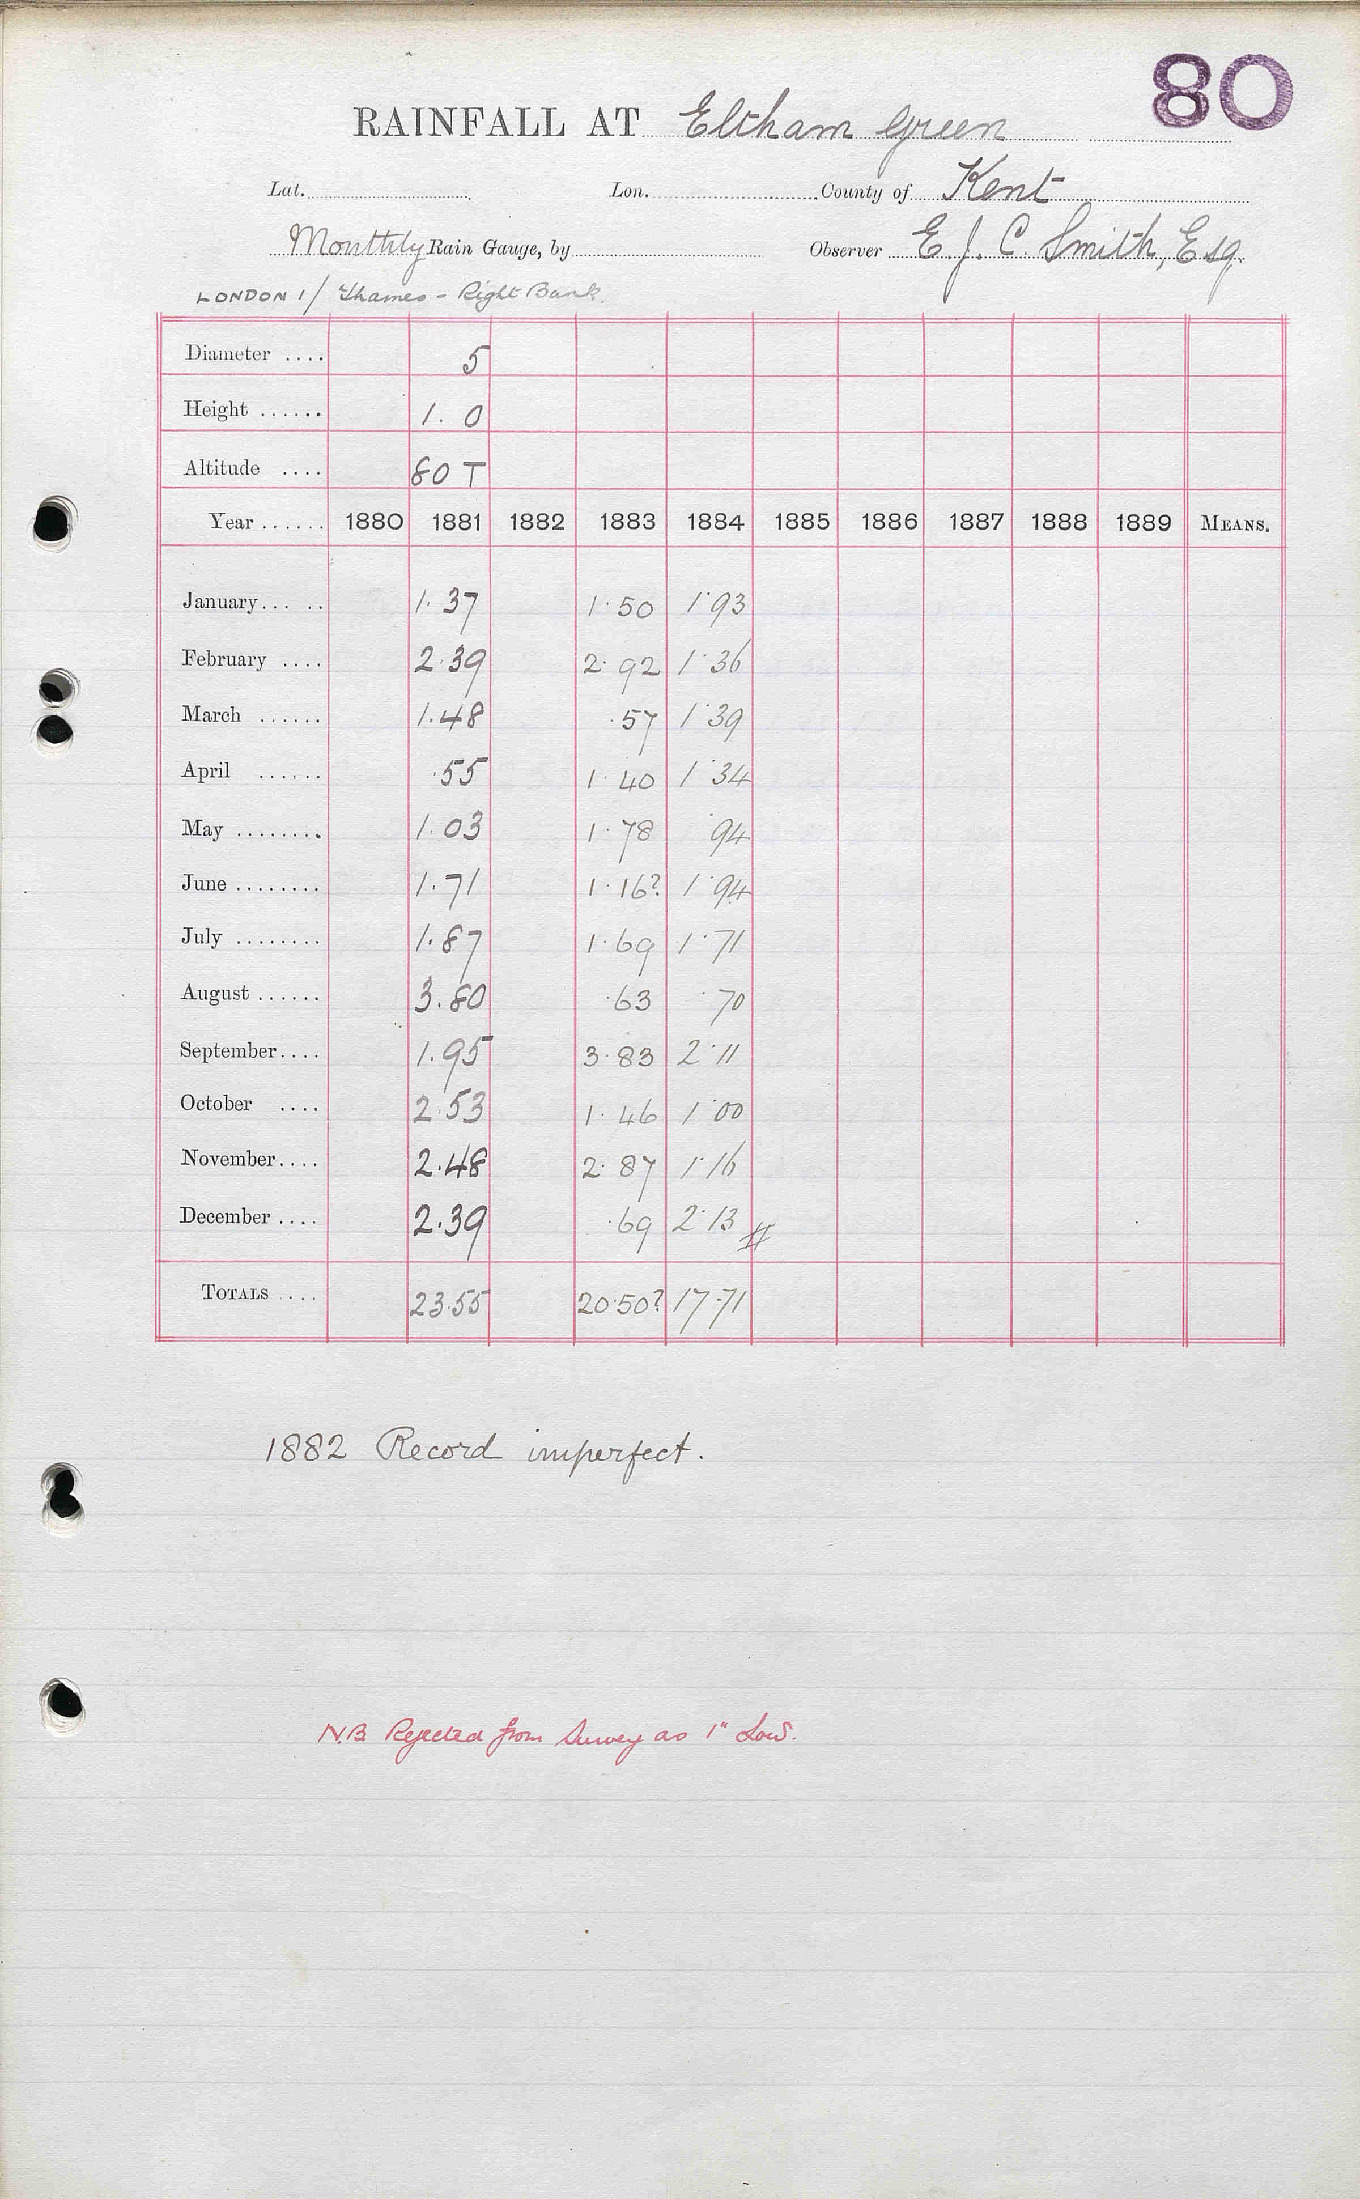 80
RAINFALL AT Eltham Green
Lat. Lon. County of Kent
Monthly Rain Gauge, by Observer E. J. C. Smith, Esq.
LONDON 1/ Thames - Right Bank.
Diameter .... 5
Height ...... 1. 0
Altitude .... 80 T
Year ...... 1880 1881 1882 1883 1884 1885 1886 1887 1888 1889 MEANS.
January... .. 1.37 1.50 1.93
February .... 2.39 2.92 1.36
March ...... 1.48 .57 1.39
April ...... .55 1.40 1.34
May ........ 1.03 1.78 94
June ........ 1.71 1.16? 1.94
July ........ 1.87 1.69 1.71
August ...... 3.80 .63 .70
September.... 1.95 3.83 2.11
October .... 2.53 1.46 1.00
November.... 2.48 2.87 1.16
December .... 2.39 .69 2.13 #
TOTALS .... 23.55 20.50? 17.71
1882 Record imperfect.
N.B Rejected from Survey as 1" Low.